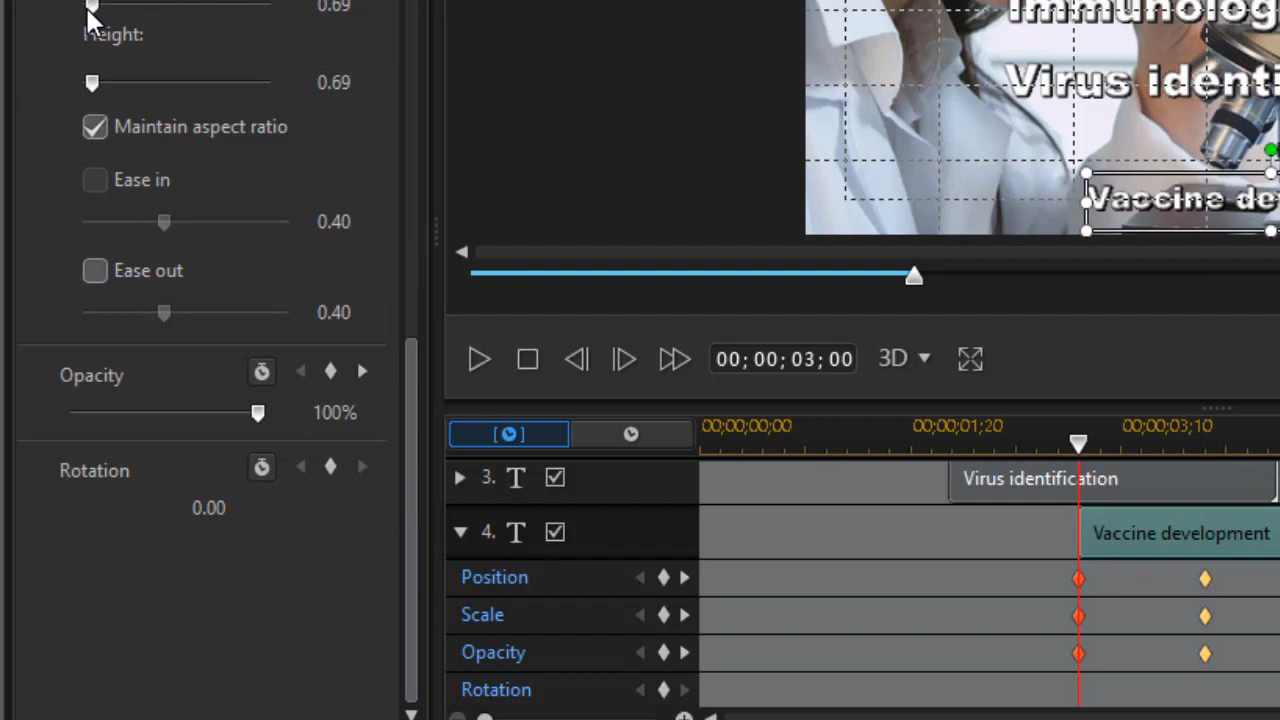 0.69
Height:
0.69
Maintain aspect ratio
Ease in
0.40
Ease out
0.40
Opacity
100%
Rotation
0.00
Immunolog
Virus identi
Vaccine de
00;00;03;00
3D
00;00;00;00
00;00;01;20
00;00;03;10
3.
T
Virus identification
4.
T
Vaccine development
Position
Scale
Opacity
Rotation